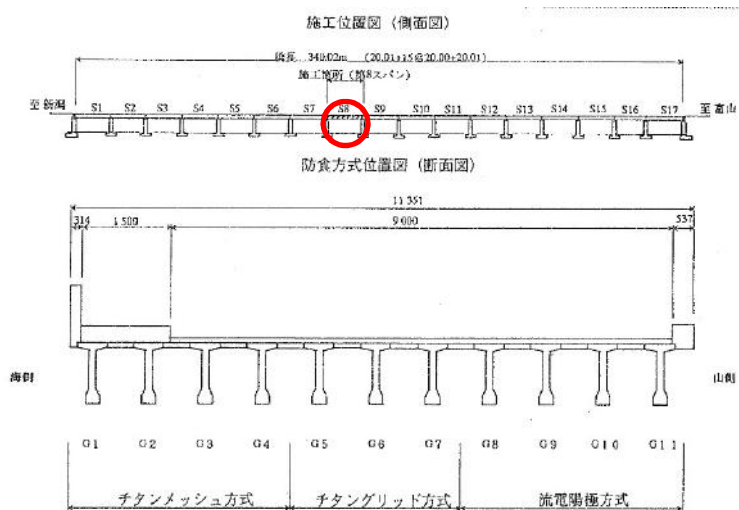 施工位置図 (側面図)
橋長 340.02m (20.01+15@20.00+20.01)
施工箇所 (第8スパン)
至 新潟 S1 S2 S3 S4 S5 S6 S7 S8 S9 S10 S11 S12 S13 S14 S15 S16 S17 至 富山
防食方式位置図 (断面図)
11 351
314 1 500 9 000 537
海側 山側
G1 G2 G3 G4 G5 G6 G7 G8 G9 G10 G11
チタンメッシュ方式 チタングリッド方式 流電陽極方式